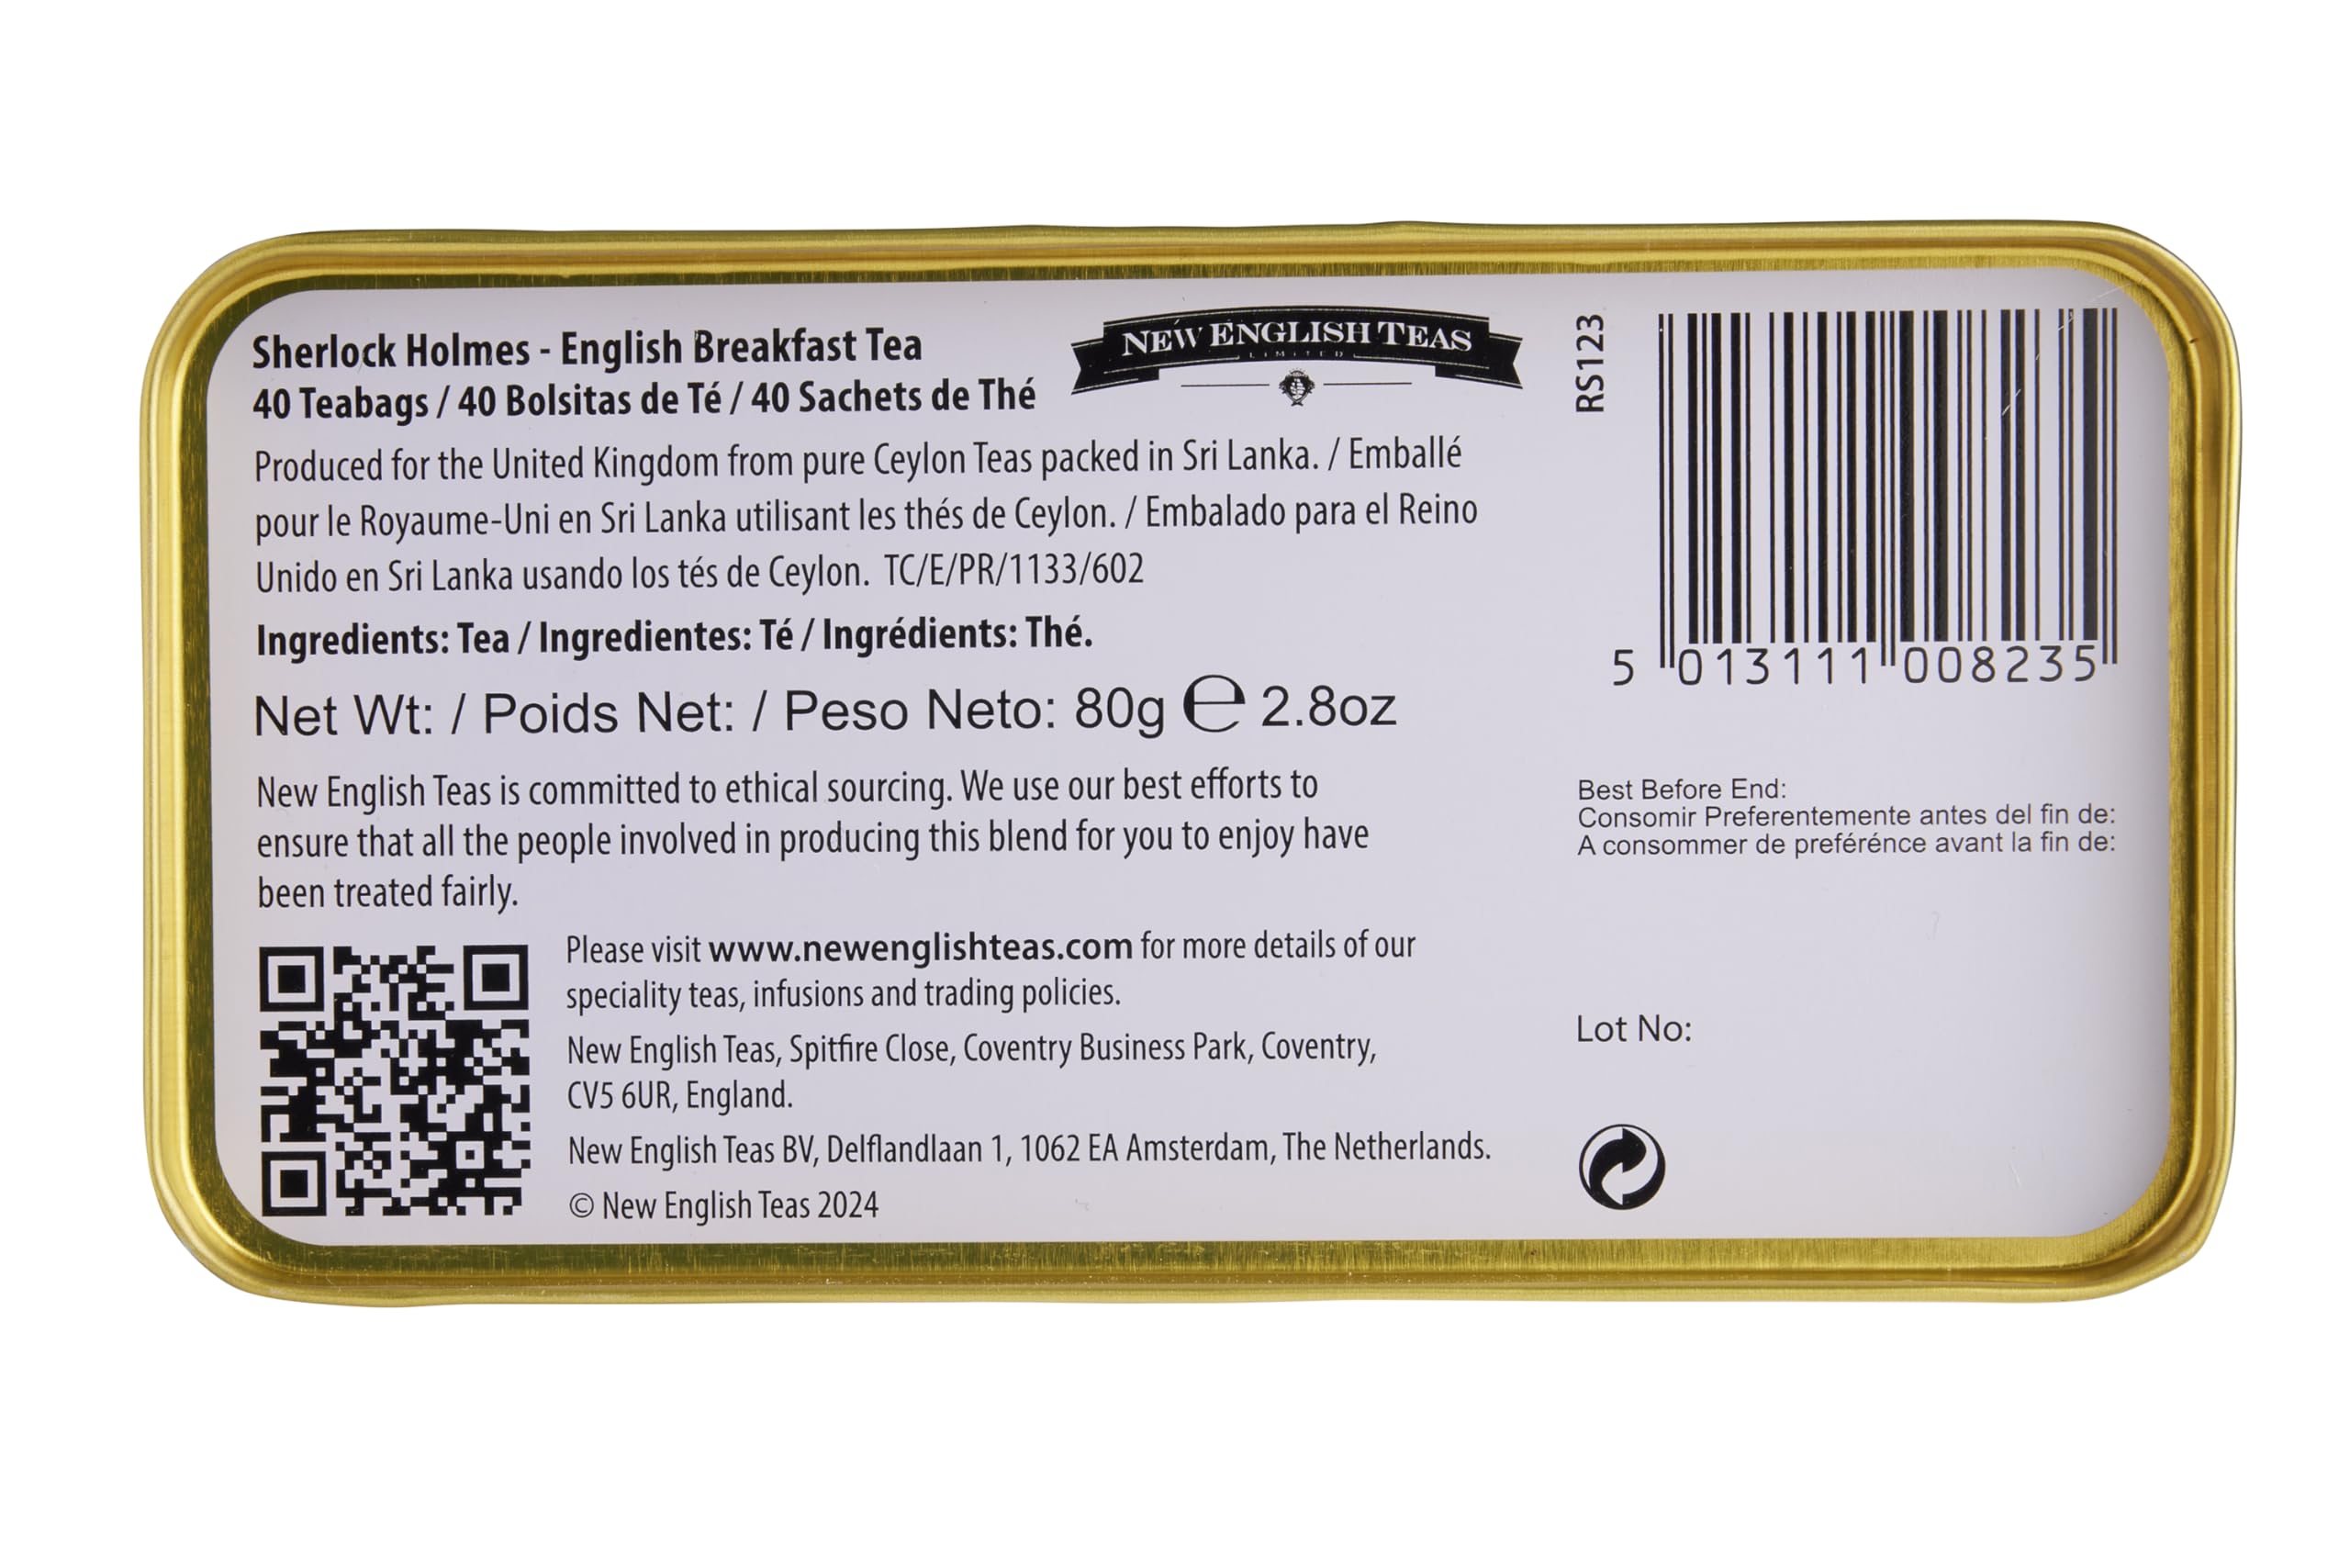 Sherlock Holmes - English Breakfast Tea
40 Teabags / 40 Bolsitas de Té / 40 Sachets de Thé
NEW ENGLISH TEAS
LIMITED
Produced for the United Kingdom from pure Ceylon Teas packed in Sri Lanka. / Emballé
pour le Royaume-Uni en Sri Lanka utilisant les thés de Ceylon. / Embalado para el Reino
Unido en Sri Lanka usando los tés de Ceylon. TC/E/PR/1133/602
Ingredients: Tea / Ingredientes: Té / Ingrédients: Thé.
Net Wt: / Poids Net: / Peso Neto: 80g ℮ 2.8oz
New English Teas is committed to ethical sourcing. We use our best efforts to
ensure that all the people involved in producing this blend for you to enjoy have
been treated fairly.
Please visit www.newenglishteas.com for more details of our
speciality teas, infusions and trading policies.
New English Teas, Spitfire Close, Coventry Business Park, Coventry,
CV5 6UR, England.
New English Teas BV, Delflandlaan 1, 1062 EA Amsterdam, The Netherlands.
© New English Teas 2024
RS123
5 013111 008235
Best Before End:
Consomir Preferentemente antes del fin de:
A consommer de preférénce avant la fin de:
Lot No: